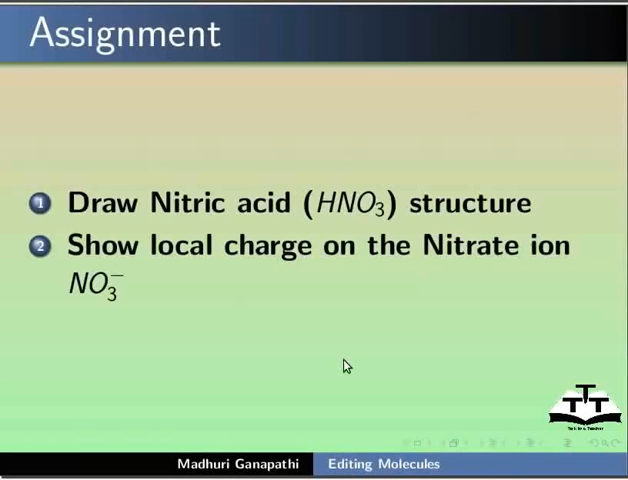 Assignment
1 Draw Nitric acid (HNO₃) structure
2 Show local charge on the Nitrate ion
NO₃⁻
TTT
Madhuri Ganapathi Editing Molecules